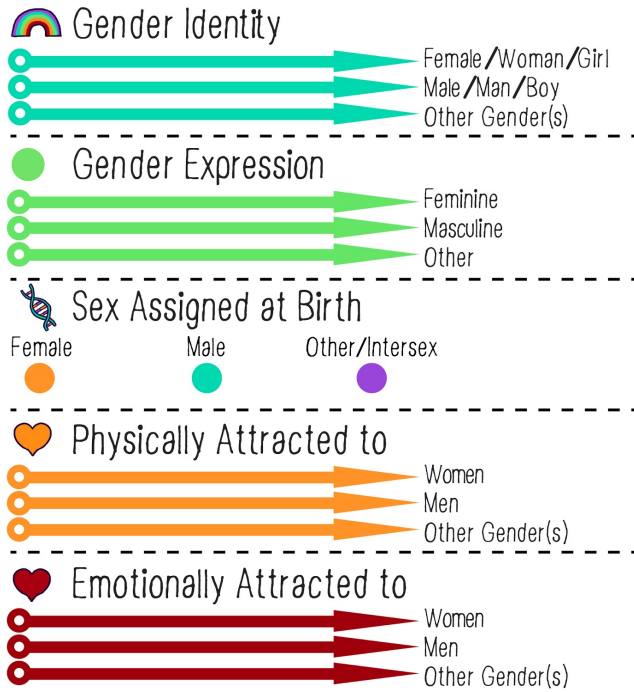 Gender Identity
Female/Woman/Girl
Male/Man/Boy
Other Gender(s)
Gender Expression
Feminine
Masculine
Other
Sex Assigned at Birth
Female Male Other/Intersex
Physically Attracted to
Women
Men
Other Gender(s)
Emotionally Attracted to
Women
Men
Other Gender(s)